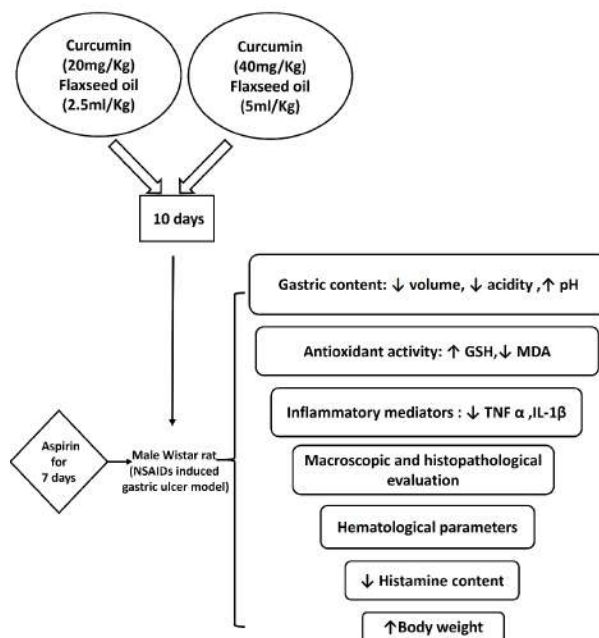 Curcumin
(20mg/Kg)
Flaxseed oil
(2.5ml/Kg)
Curcumin
(40mg/Kg)
Flaxseed oil
(5ml/Kg)
10 days
Gastric content: ↓ volume, ↓ acidity ,↑ pH
Antioxidant activity: ↑ GSH,↓ MDA
Inflammatory mediators : ↓ TNF α ,IL-1β
Aspirin
for
7 days
Male Wistar rat
(NSAIDs induced
gastric ulcer model)
Macroscopic and histopathological
evaluation
Hematological parameters
↓ Histamine content
↑Body weight